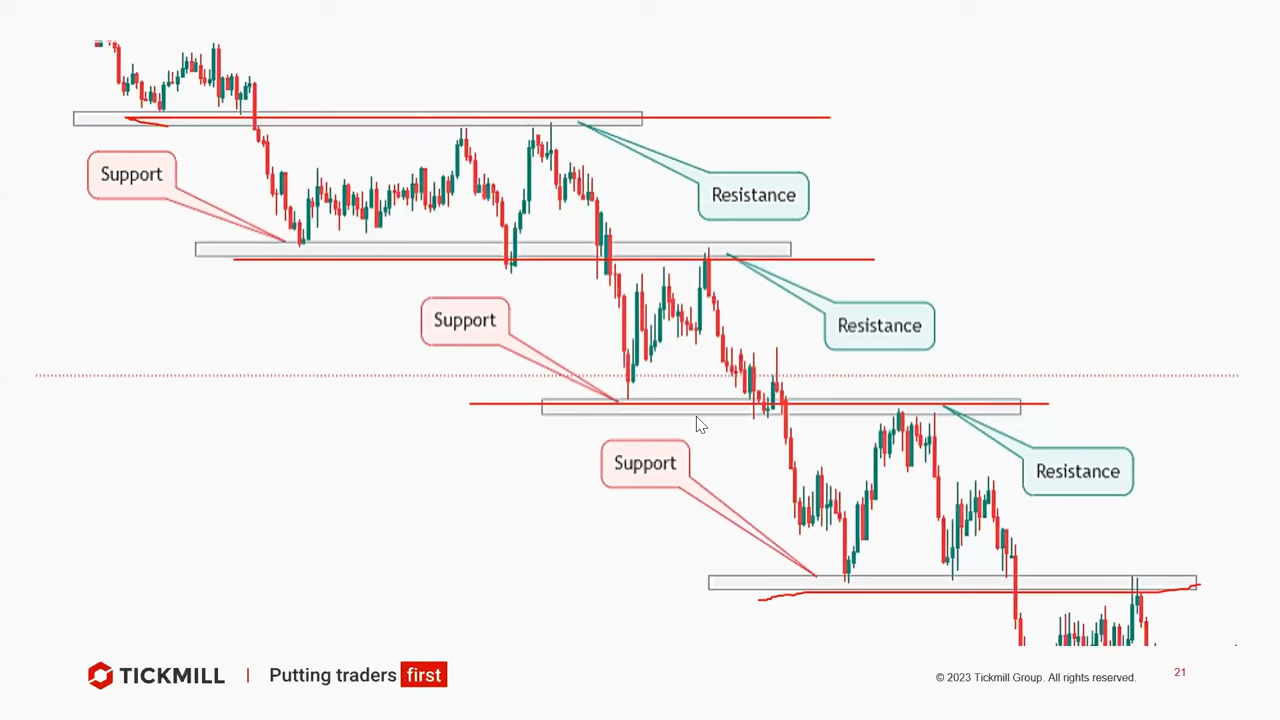 Support
Resistance
Support
Resistance
Support
Resistance
TICKMILL | Putting traders first
© 2023 Tickmill Group. All rights reserved.
21